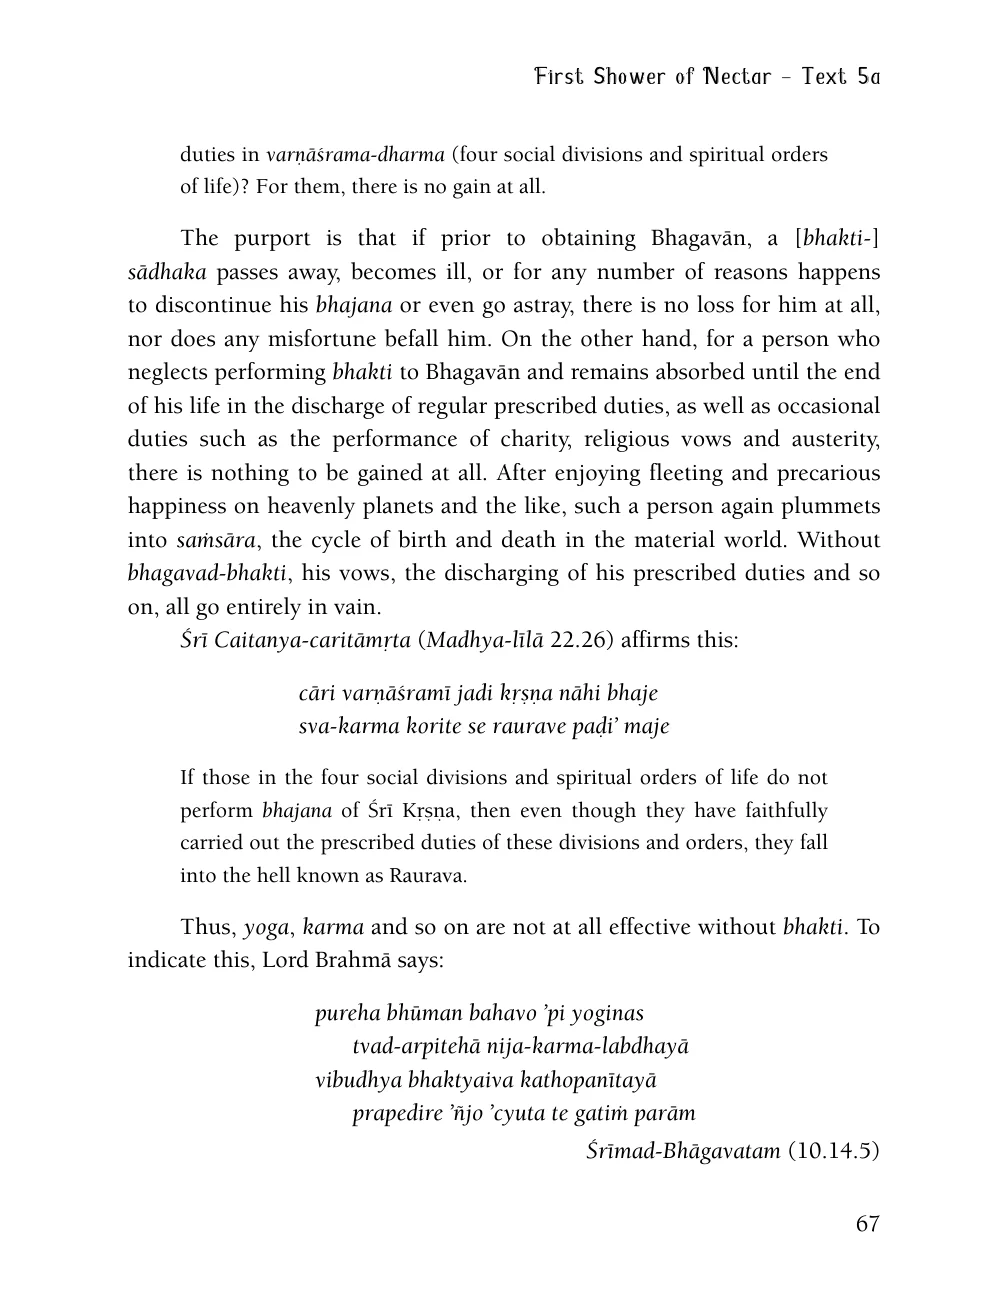 First Shower of Nectar – Text 5a
duties in varṇāśrama-dharma (four social divisions and spiritual orders
of life)? For them, there is no gain at all.
The purport is that if prior to obtaining Bhagavān, a [bhakti-]
sādhaka passes away, becomes ill, or for any number of reasons happens
to discontinue his bhajana or even go astray, there is no loss for him at all,
nor does any misfortune befall him. On the other hand, for a person who
neglects performing bhakti to Bhagavān and remains absorbed until the end
of his life in the discharge of regular prescribed duties, as well as occasional
duties such as the performance of charity, religious vows and austerity,
there is nothing to be gained at all. After enjoying fleeting and precarious
happiness on heavenly planets and the like, such a person again plummets
into saṁsāra, the cycle of birth and death in the material world. Without
bhagavad-bhakti, his vows, the discharging of his prescribed duties and so
on, all go entirely in vain.
Śrī Caitanya-caritāmṛta (Madhya-līlā 22.26) affirms this:
cāri varṇāśramī jadi kṛṣṇa nāhi bhaje
sva-karma korite se raurave paḍi’ maje
If those in the four social divisions and spiritual orders of life do not
perform bhajana of Śrī Kṛṣṇa, then even though they have faithfully
carried out the prescribed duties of these divisions and orders, they fall
into the hell known as Raurava.
Thus, yoga, karma and so on are not at all effective without bhakti. To
indicate this, Lord Brahmā says:
pureha bhūman bahavo ’pi yoginas
tvad-arpitehā nija-karma-labdhayā
vibudhya bhaktyaiva kathopanītayā
prapedire ’ñjo ’cyuta te gatiṁ parām
Śrīmad-Bhāgavatam (10.14.5)
67